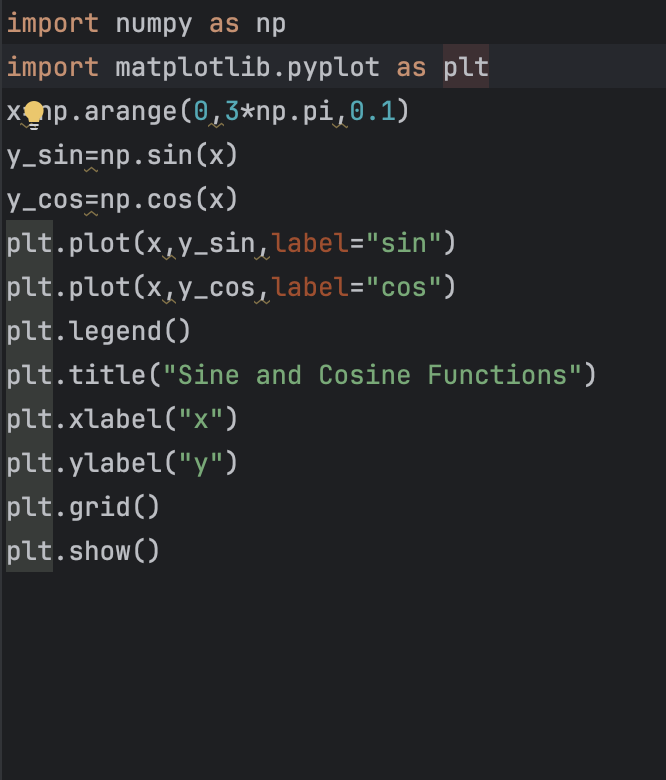 import numpy as np
import matplotlib.pyplot as plt
x=np.arange(0,3*np.pi,0.1)
y_sin=np.sin(x)
y_cos=np.cos(x)
plt.plot(x,y_sin,label="sin")
plt.plot(x,y_cos,label="cos")
plt.legend()
plt.title("Sine and Cosine Functions")
plt.xlabel("x")
plt.ylabel("y")
plt.grid()
plt.show()